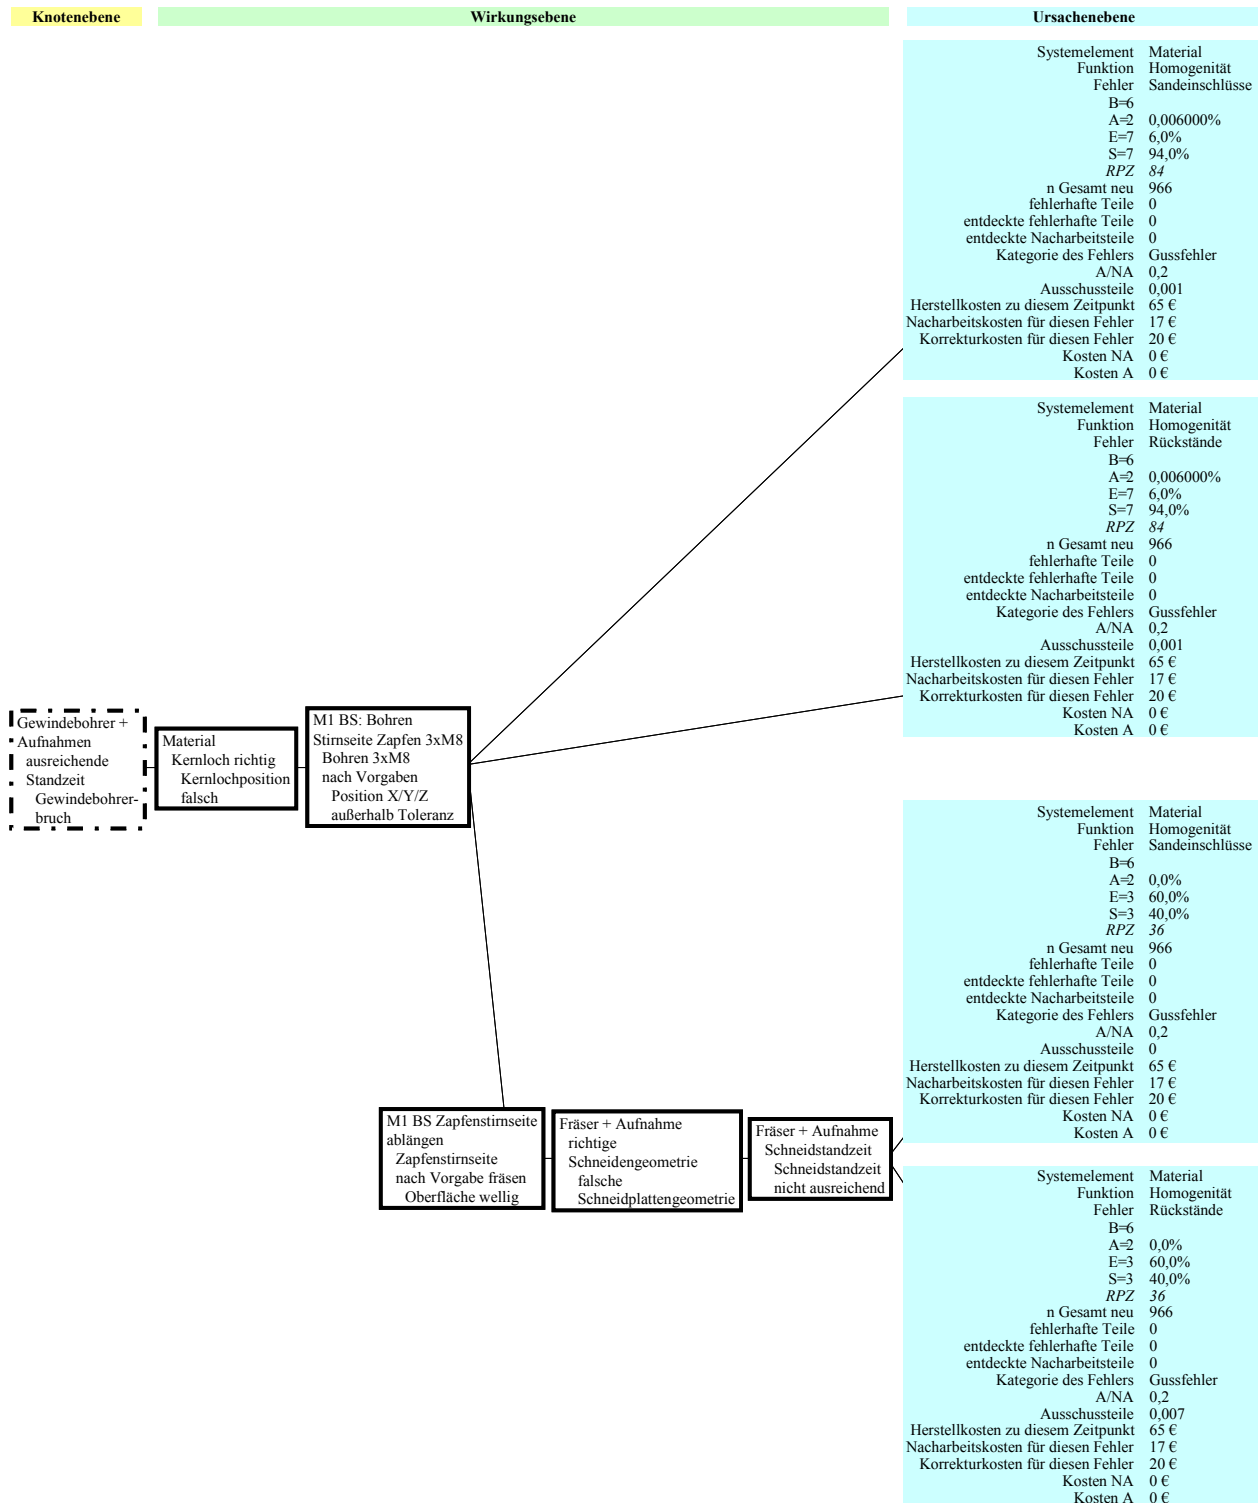 Knotenebene
Wirkungsebene
Ursachenebene
Systemelement Material
Funktion Homogenität
Fehler Sandeinschlüsse
B=6
A=2 0,006000%
E=7 6,0%
S=7 94,0%
RPZ 84
n Gesamt neu 966
fehlerhafte Teile 0
entdeckte fehlerhafte Teile 0
entdeckte Nacharbeitsteile 0
Kategorie des Fehlers Gussfehler
A/NA 0,2
Ausschussteile 0,001
Herstellkosten zu diesem Zeitpunkt 65 €
Nacharbeitskosten für diesen Fehler 17 €
Korrekturkosten für diesen Fehler 20 €
Kosten NA 0 €
Kosten A 0 €
Systemelement Material
Funktion Homogenität
Fehler Rückstände
B=6
A=2 0,006000%
E=7 6,0%
S=7 94,0%
RPZ 84
n Gesamt neu 966
fehlerhafte Teile 0
entdeckte fehlerhafte Teile 0
entdeckte Nacharbeitsteile 0
Kategorie des Fehlers Gussfehler
A/NA 0,2
Ausschussteile 0,001
Herstellkosten zu diesem Zeitpunkt 65 €
Nacharbeitskosten für diesen Fehler 17 €
Korrekturkosten für diesen Fehler 20 €
Kosten NA 0 €
Kosten A 0 €
Gewindebohrer +
Aufnahmen
ausreichende
Standzeit
Gewindebohrer-
bruch
Material
Kernloch richtig
Kernlochposition
falsch
M1 BS: Bohren
Stirnseite Zapfen 3xM8
Bohren 3xM8
nach Vorgaben
Position X/Y/Z
außerhalb Toleranz
Systemelement Material
Funktion Homogenität
Fehler Sandeinschlüsse
B=6
A=2 0,0%
E=3 60,0%
S=3 40,0%
RPZ 36
n Gesamt neu 966
fehlerhafte Teile 0
entdeckte fehlerhafte Teile 0
entdeckte Nacharbeitsteile 0
Kategorie des Fehlers Gussfehler
A/NA 0,2
Ausschussteile 0
Herstellkosten zu diesem Zeitpunkt 65 €
Nacharbeitskosten für diesen Fehler 17 €
Korrekturkosten für diesen Fehler 20 €
Kosten NA 0 €
Kosten A 0 €
M1 BS Zapfenstirnseite
ablängen
Zapfenstirnseite
nach Vorgabe fräsen
Oberfläche wellig
Fräser + Aufnahme
richtige
Schneidengeometrie
falsche
Schneidplattengeometrie
Fräser + Aufnahme
Schneidstandzeit
Schneidstandzeit
nicht ausreichend
Systemelement Material
Funktion Homogenität
Fehler Rückstände
B=6
A=2 0,0%
E=3 60,0%
S=3 40,0%
RPZ 36
n Gesamt neu 966
fehlerhafte Teile 0
entdeckte fehlerhafte Teile 0
entdeckte Nacharbeitsteile 0
Kategorie des Fehlers Gussfehler
A/NA 0,2
Ausschussteile 0,007
Herstellkosten zu diesem Zeitpunkt 65 €
Nacharbeitskosten für diesen Fehler 17 €
Korrekturkosten für diesen Fehler 20 €
Kosten NA 0 €
Kosten A 0 €